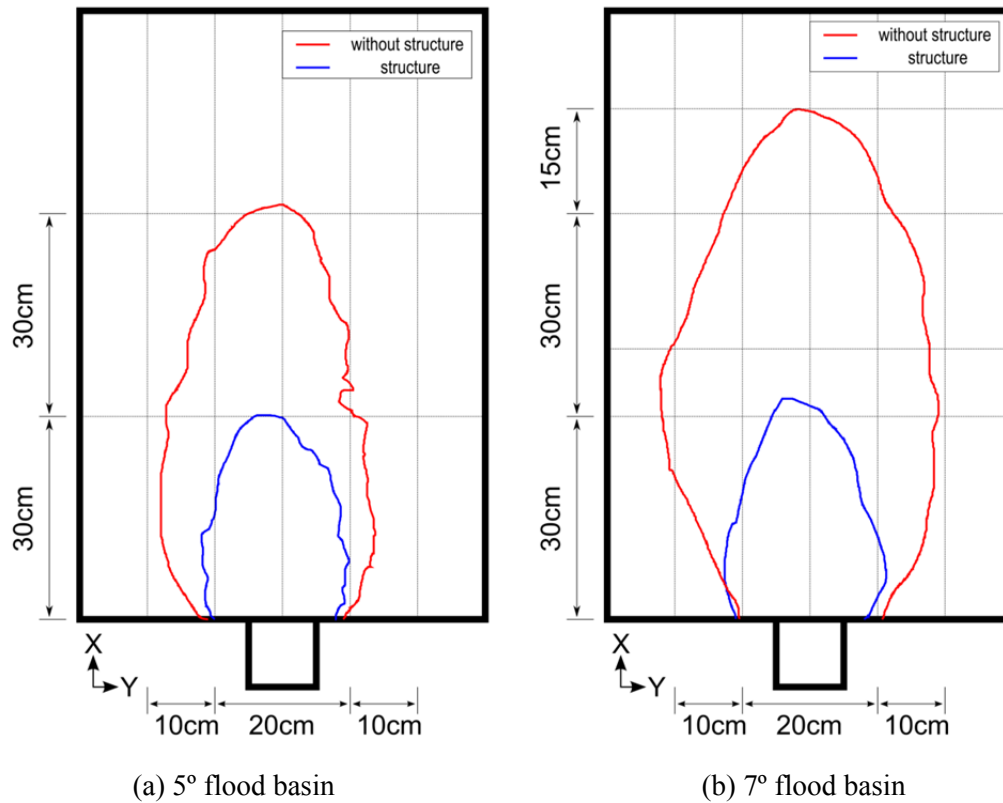 without structure
structure
30cm
30cm
X
Y
10cm
20cm
10cm
(a) 5º flood basin
without structure
structure
15cm
30cm
30cm
X
Y
10cm
20cm
10cm
(b) 7º flood basin